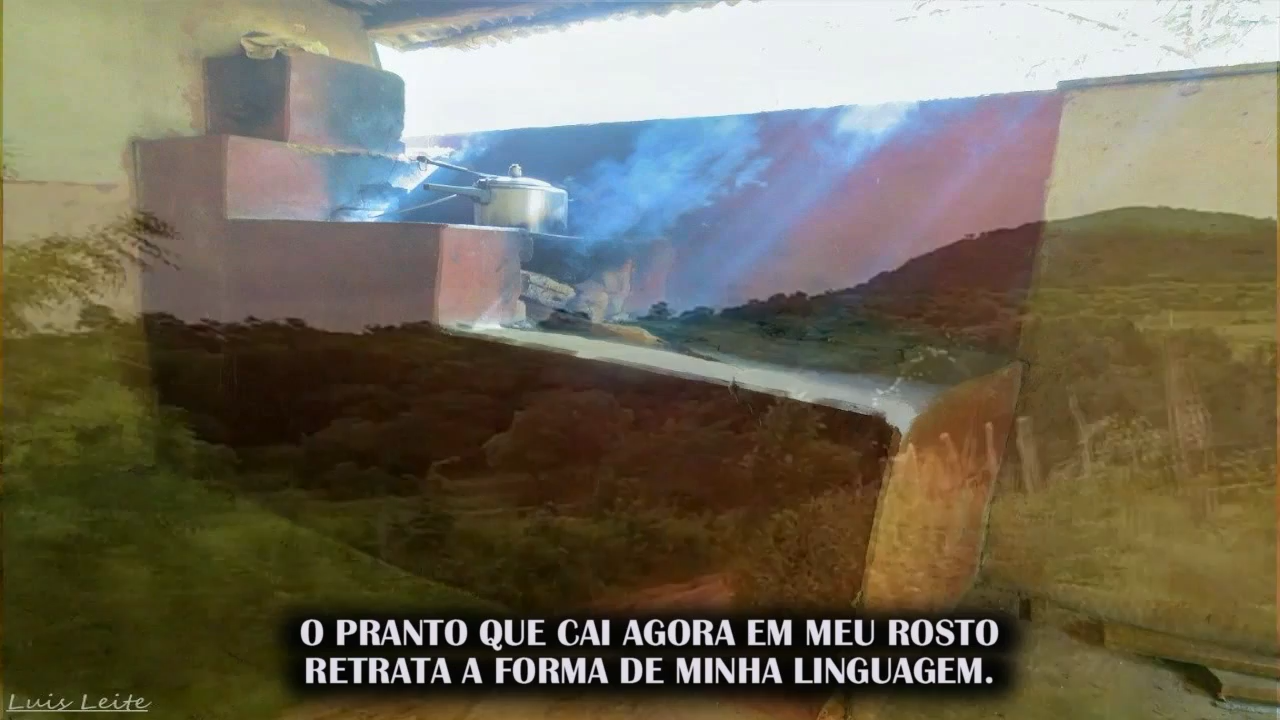 O PRANTO QUE CAI AGORA EM MEU ROSTO
RETRATA A FORMA DE MINHA LINGUAGEM.
Luis Leite